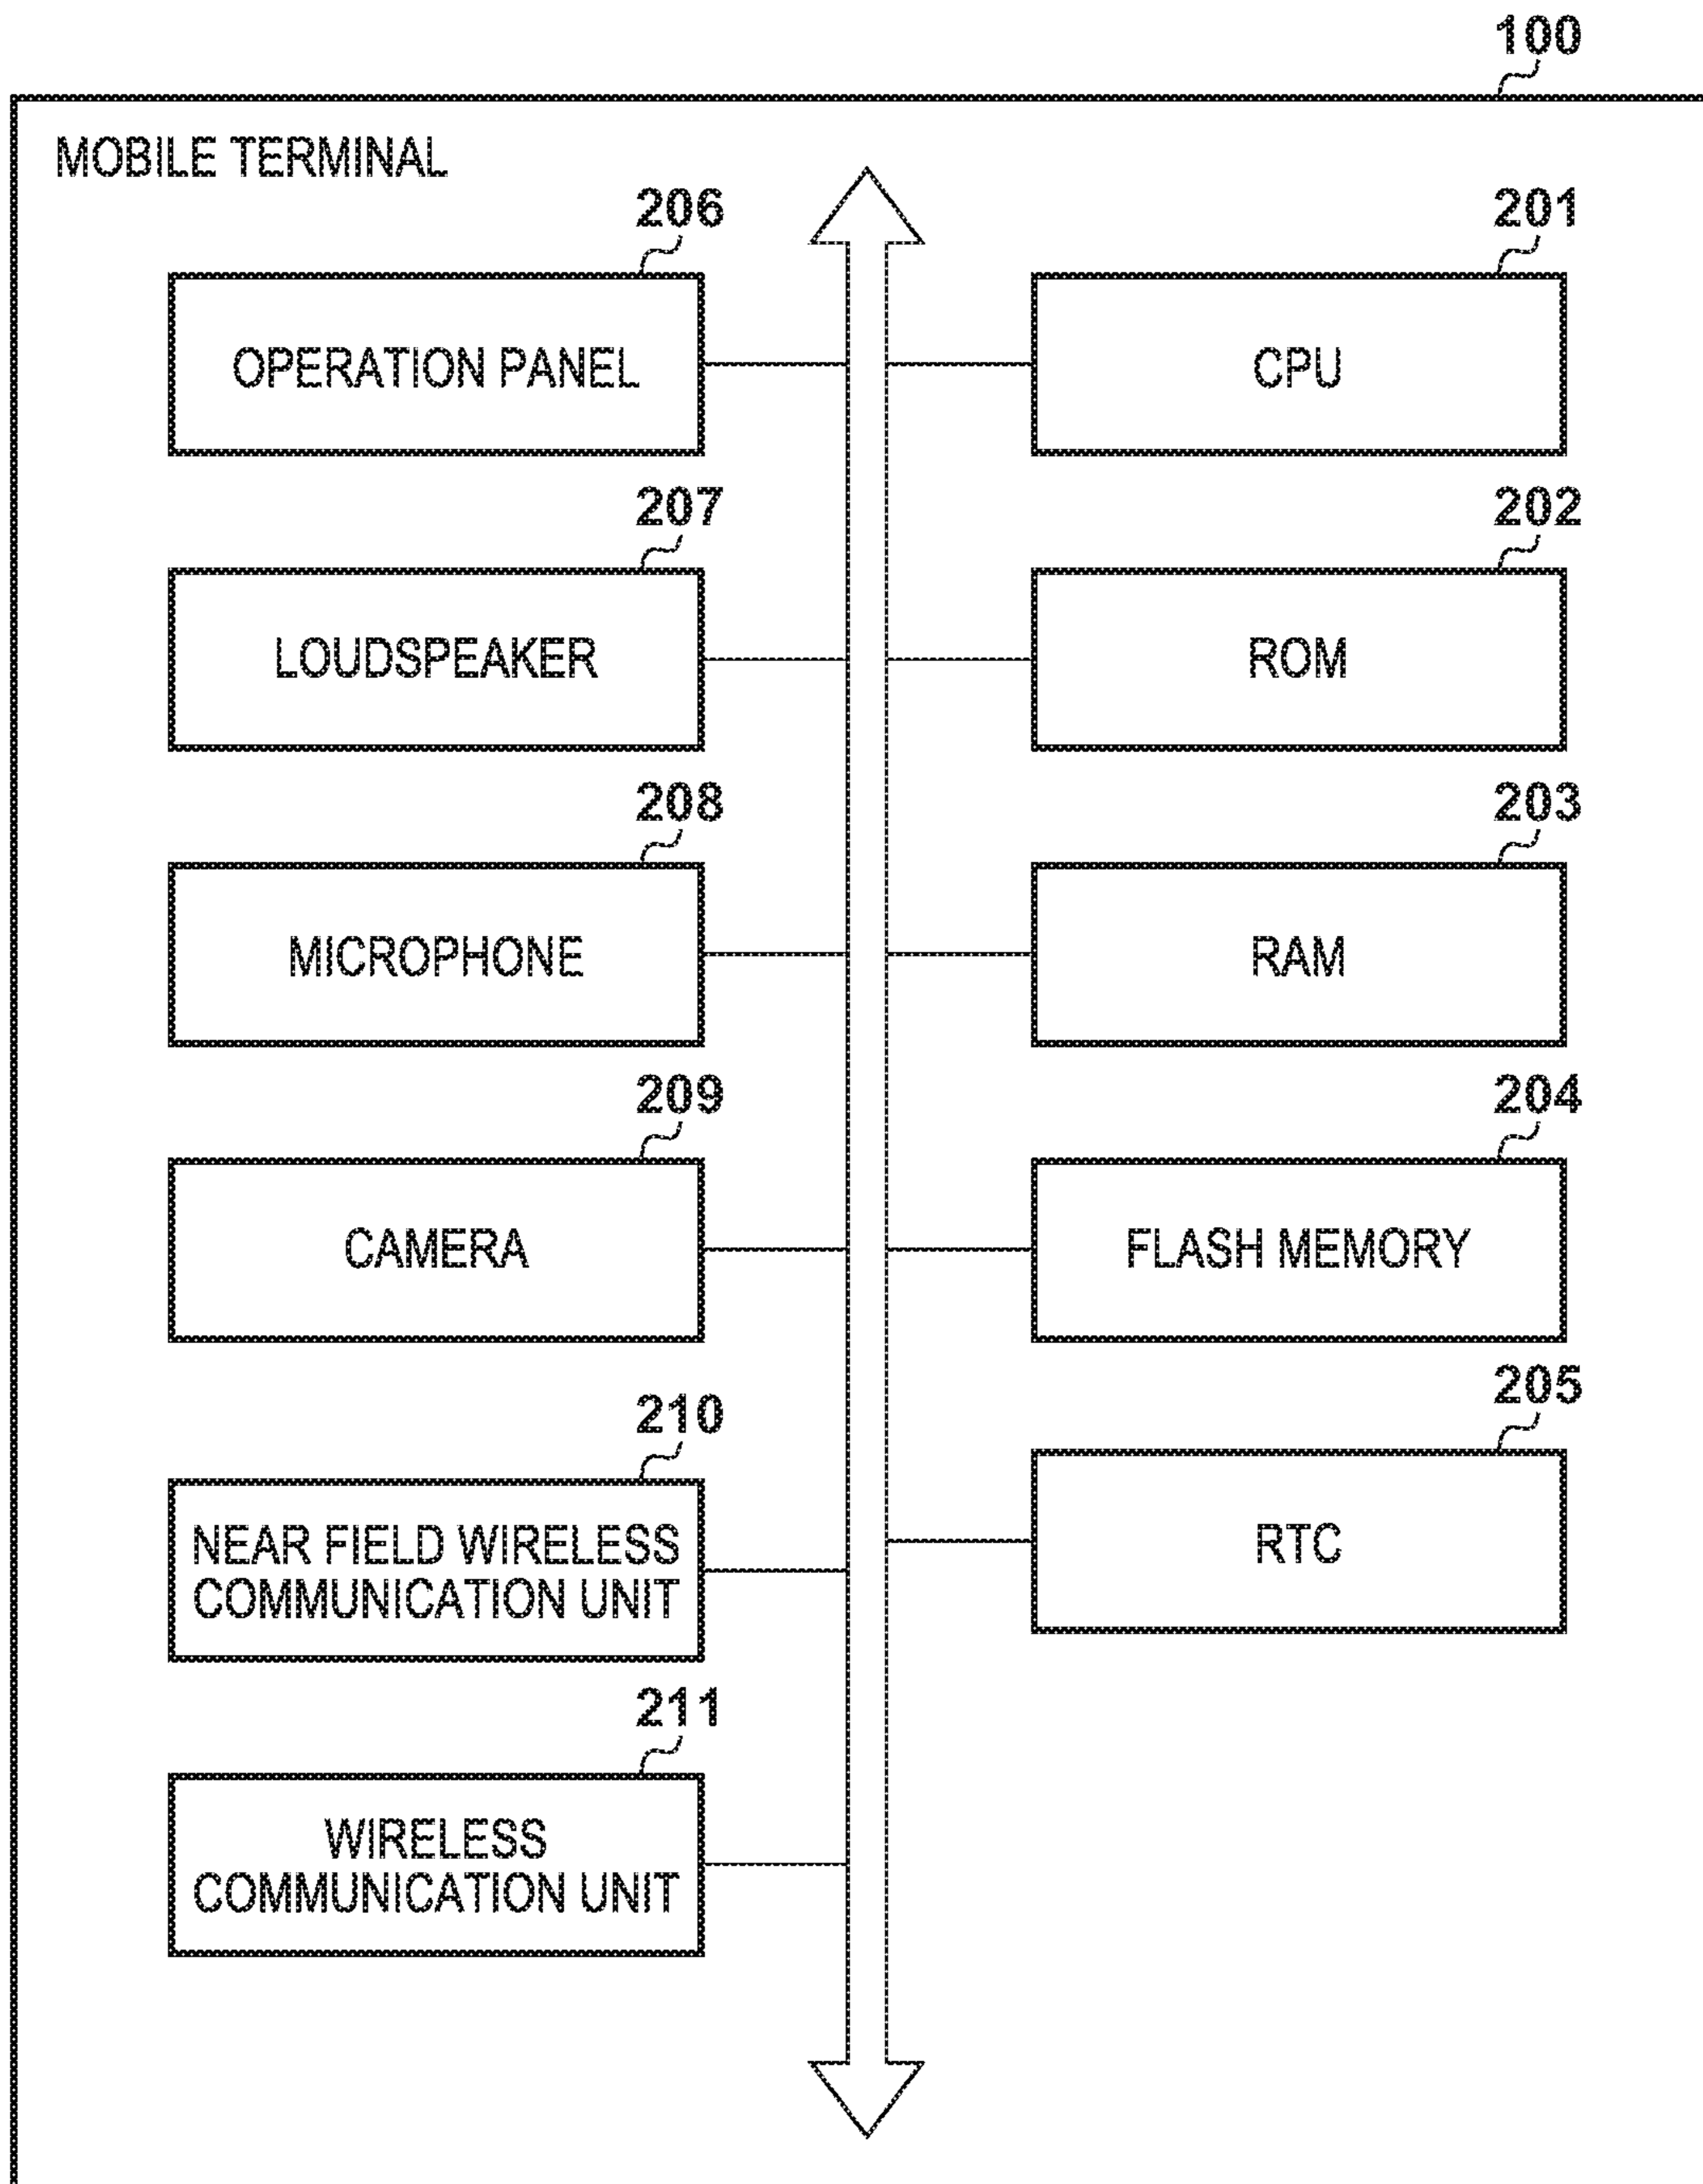 100
MOBILE TERMINAL
206
OPERATION PANEL
201
CPU
207
LOUDSPEAKER
202
ROM
208
MICROPHONE
203
RAM
209
CAMERA
204
FLASH MEMORY
210
NEAR FIELD WIRELESS
COMMUNICATION UNIT
205
RTC
211
WIRELESS
COMMUNICATION UNIT